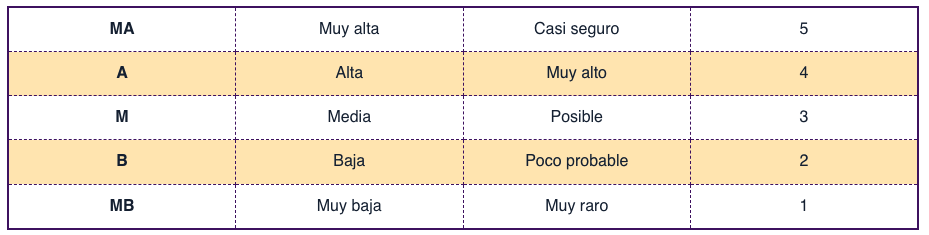 MA Muy alta Casi seguro 5
A Alta Muy alto 4
M Media Posible 3
B Baja Poco probable 2
MB Muy baja Muy raro 1